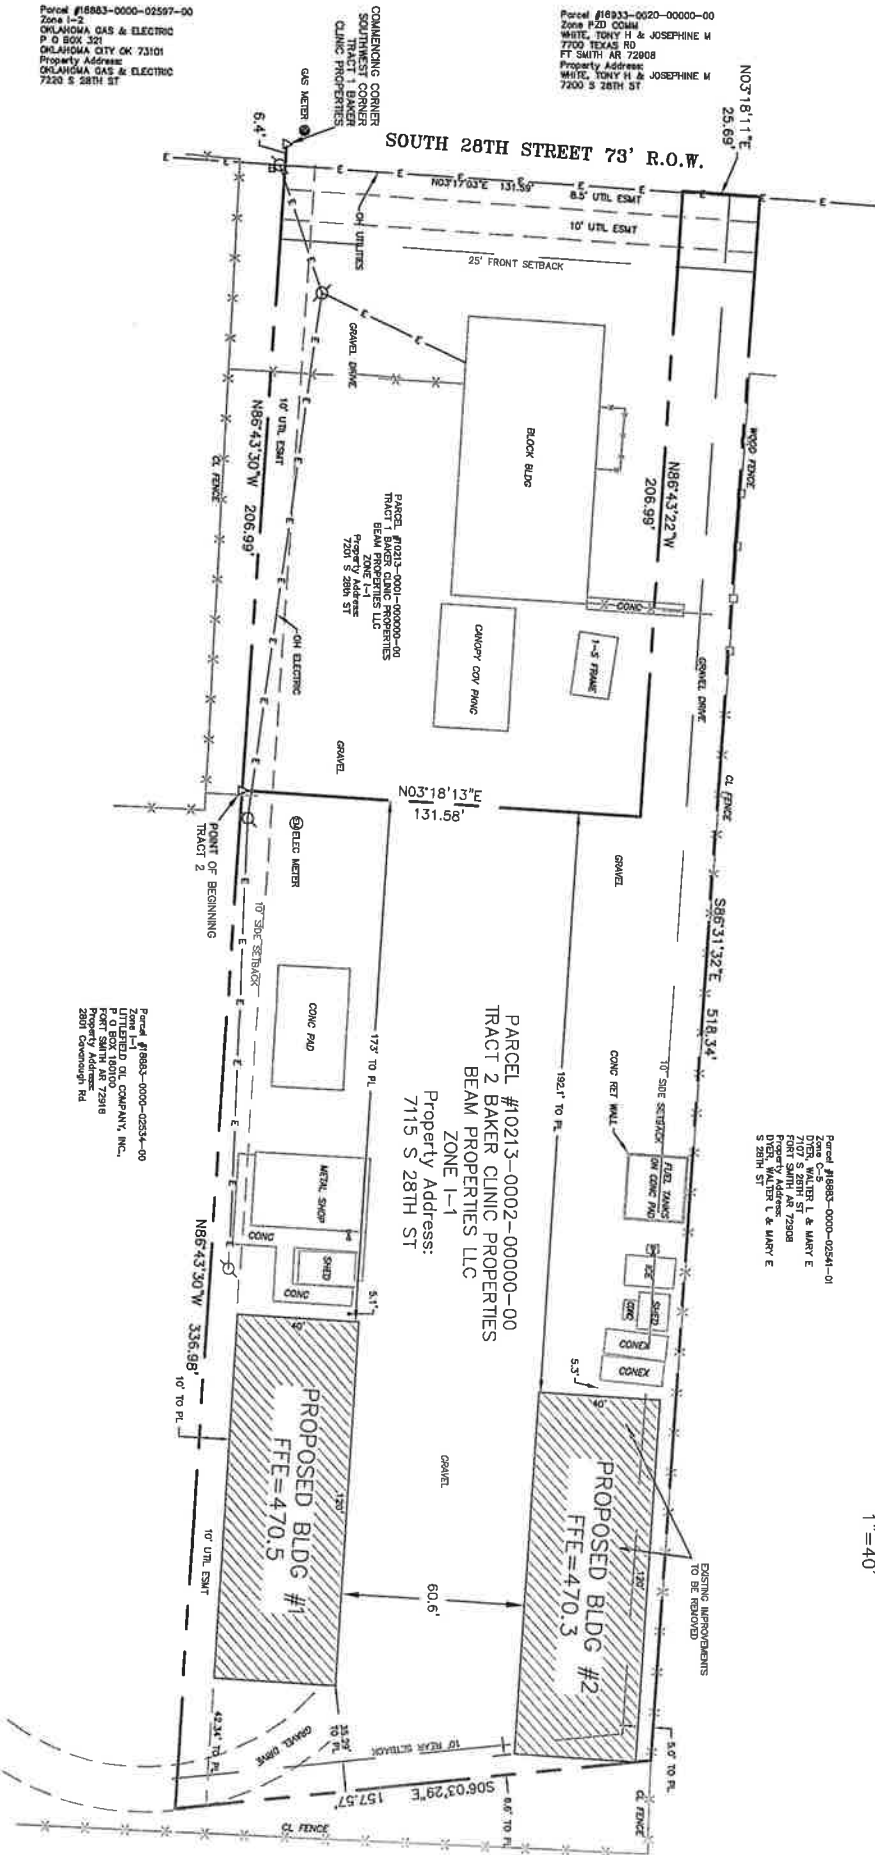 Parcel #18883-0000-02597-00
Zone I-2
OKLAHOMA GAS & ELECTRIC
P O BOX 321
OKLAHOMA CITY OK 73101
Property Address:
OKLAHOMA GAS & ELECTRIC
7220 S 28TH ST
COMMENCING CORNER
SOUTHWEST CORNER
TRACT 1 BAKER
CLINIC PROPERTIES
Parcel #16933-0020-00000-00
Zone PZD COMM
WHITE, TONY H & JOSEPHINE M
7700 TEXAS RD
FT SMITH AR 72908
Property Address:
WHITE, TONY H & JOSEPHINE M
7200 S 28TH ST
N03°18'11"E
25.69'
GAS METER
6.4'
SOUTH 28TH STREET 73' R.O.W.
N03°17'03"E 131.59'
8.5' UTIL ESMT
10' UTIL ESMT
OH UTILITIES
25' FRONT SETBACK
GRAVEL DRIVE
10' UTIL ESMT
N86°43'30"W 206.99'
CL FENCE
BLOCK BLDG
N86°43'22"W
206.99'
WOOD FENCE
PARCEL #10213-0001-000000-00
TRACT 1 BAKER CLINIC PROPERTIES
BEAM PROPERTIES LLC
ZONE I-1
Property Address:
7201 S 28th ST
CONC
CANOPY COV PKNG
1-S FRAME
OH ELECTRIC
GRAVEL DRIVE
GRAVEL
CL FENCE
N03°18'13"E
131.58'
POINT OF BEGINNING
TRACT 2
ELEC METER
GRAVEL
S86°31'32"E 518.34'
10' SIDE SETBACK
CONC PAD
173' TO PL
192.1' TO PL
PARCEL #10213-0002-00000-00
TRACT 2 BAKER CLINIC PROPERTIES
BEAM PROPERTIES LLC
ZONE I-1
Property Address:
7115 S 28TH ST
CONC RET WALL
10' SIDE SETBACK
FUEL TANKS
ON CONC PAD
Parcel #18883-0000-02534-00
Zone I-1
LITTLEFIELD OIL COMPANY, INC.,
P O BOX 180100
FORT SMITH AR 72918
Property Address:
2801 Cavanaugh Rd
Parcel #18883-0000-02541-01
Zone C-5
DYER, WALTER L & MARY E
7107 S 28TH ST
FORT SMITH AR 72908
Property Address:
DYER, WALTER L & MARY E
S 28TH ST
METAL SHOP
CONC
SHED
CONC
5.1'
ICE
SHED
CONC
CONEX
CONEX
5.3'
N86°43'30"W 336.98'
10' TO PL
40'
PROPOSED BLDG #1
FFE=470.5
120'
GRAVEL
40'
PROPOSED BLDG #2
FFE=470.3
120'
60.6'
EXISTING IMPROVEMENTS
TO BE REMOVED
1"=40'
10' UTIL ESMT
42.34' TO PL
GRAVEL DRIVE
35.29'
TO PL
10' REAR SETBACK
S06°03'29"E 157.57'
8.6' TO PL
5.0' TO PL
CL FENCE
CL FENCE